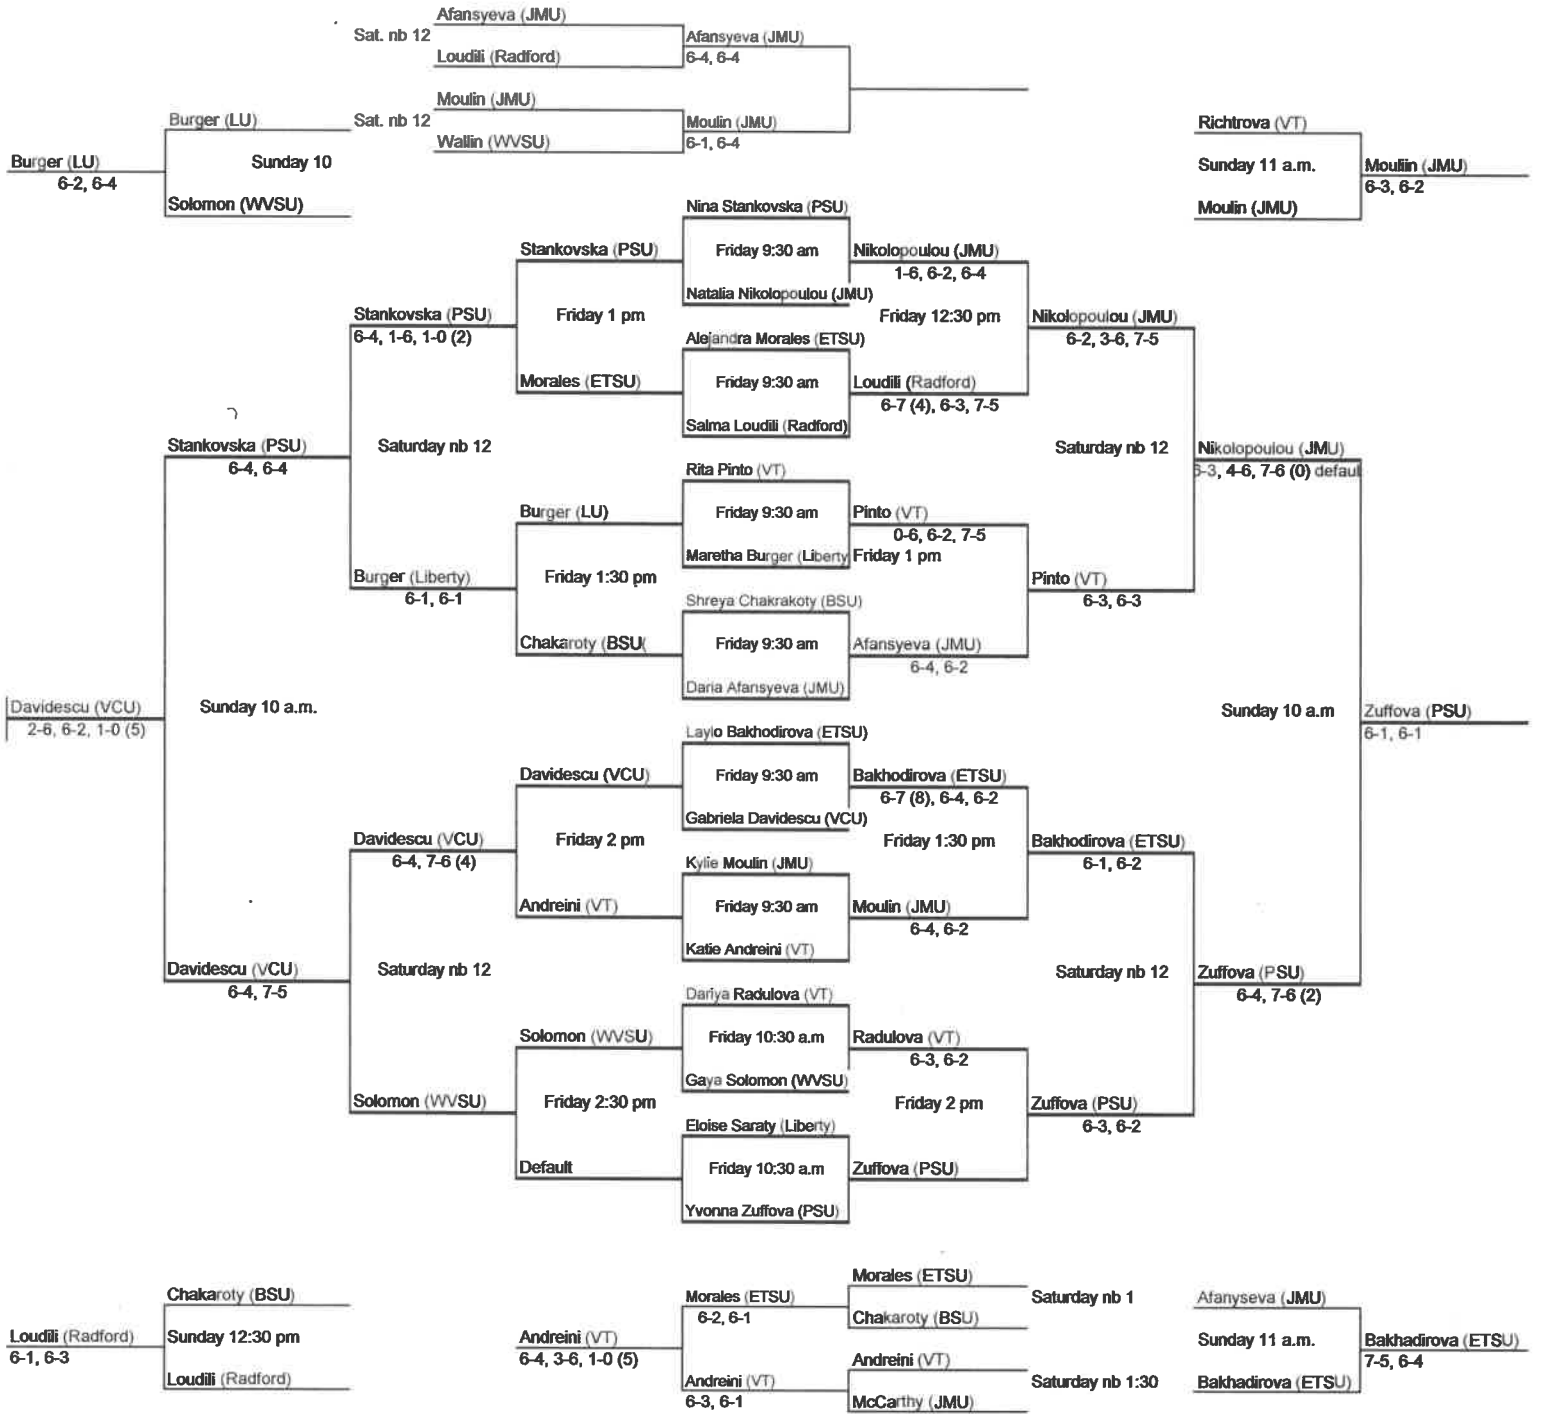 Afansyeva (JMU)
Sat. nb 12
Afansyeva (JMU)
Loudili (Radford)
6-4, 6-4
Moulin (JMU)
Burger (LU)
Sat. nb 12
Moulin (JMU)
Richtrova (VT)
Wallin (WVSU)
6-1, 6-4
Burger (LU)
Sunday 10
Sunday 11 a.m.
Mouliin (JMU)
6-2, 6-4
6-3, 6-2
Solomon (WVSU)
Nina Stankovska (PSU)
Moulin (JMU)
Stankovska (PSU)
Friday 9:30 am
Nikolopoulou (JMU)
1-6, 6-2, 6-4
Natalia Nikolopoulou (JMU)
Stankovska (PSU)
Friday 1 pm
Friday 12:30 pm
Nikolopoulou (JMU)
6-4, 1-6, 1-0 (2)
Alejandra Morales (ETSU)
6-2, 3-6, 7-5
Morales (ETSU)
Friday 9:30 am
Loudili (Radford)
6-7 (4), 6-3, 7-5
Salma Loudili (Radford)
Stankovska (PSU)
Saturday nb 12
Saturday nb 12
Nikolopoulou (JMU)
6-4, 6-4
Rita Pinto (VT)
6-3, 4-6, 7-6 (0) defaul
Burger (LU)
Friday 9:30 am
Pinto (VT)
0-6, 6-2, 7-5
Maretha Burger (Liberty
Friday 1 pm
Burger (Liberty)
Friday 1:30 pm
Pinto (VT)
6-1, 6-1
Shreya Chakrakoty (BSU)
6-3, 6-3
Chakaroty (BSU(
Friday 9:30 am
Afansyeva (JMU)
6-4, 6-2
Daria Afansyeva (JMU)
Davidescu (VCU)
Sunday 10 a.m.
Sunday 10 a.m
Zuffova (PSU)
2-6, 6-2, 1-0 (5)
Laylo Bakhodirova (ETSU)
6-1, 6-1
Davidescu (VCU)
Friday 9:30 am
Bakhodirova (ETSU)
6-7 (8), 6-4, 6-2
Gabriela Davidescu (VCU)
Davidescu (VCU)
Friday 2 pm
Friday 1:30 pm
Bakhodirova (ETSU)
6-4, 7-6 (4)
Kylie Moulin (JMU)
6-1, 6-2
Andreini (VT)
Friday 9:30 am
Moulin (JMU)
6-4, 6-2
Katie Andreini (VT)
Davidescu (VCU)
Saturday nb 12
Saturday nb 12
Zuffova (PSU)
6-4, 7-5
Dariya Radulova (VT)
6-4, 7-6 (2)
Solomon (WVSU)
Friday 10:30 a.m
Radulova (VT)
6-3, 6-2
Gaya Solomon (WVSU)
Solomon (WVSU)
Friday 2:30 pm
Friday 2 pm
Zuffova (PSU)
Eloise Saraty (Liberty)
6-3, 6-2
Default
Friday 10:30 a.m
Zuffova (PSU)
Yvonna Zuffova (PSU)
Morales (ETSU)
Chakaroty (BSU)
Morales (ETSU)
Saturday nb 1
Afanyseva (JMU)
6-2, 6-1
Chakaroty (BSU)
Loudili (Radford)
Sunday 12:30 pm
Andreini (VT)
Sunday 11 a.m.
Bakhadirova (ETSU)
6-1, 6-3
6-4, 3-6, 1-0 (5)
Andreini (VT)
7-5, 6-4
Loudili (Radford)
Andreini (VT)
Saturday nb 1:30
Bakhadirova (ETSU)
6-3, 6-1
McCarthy (JMU)